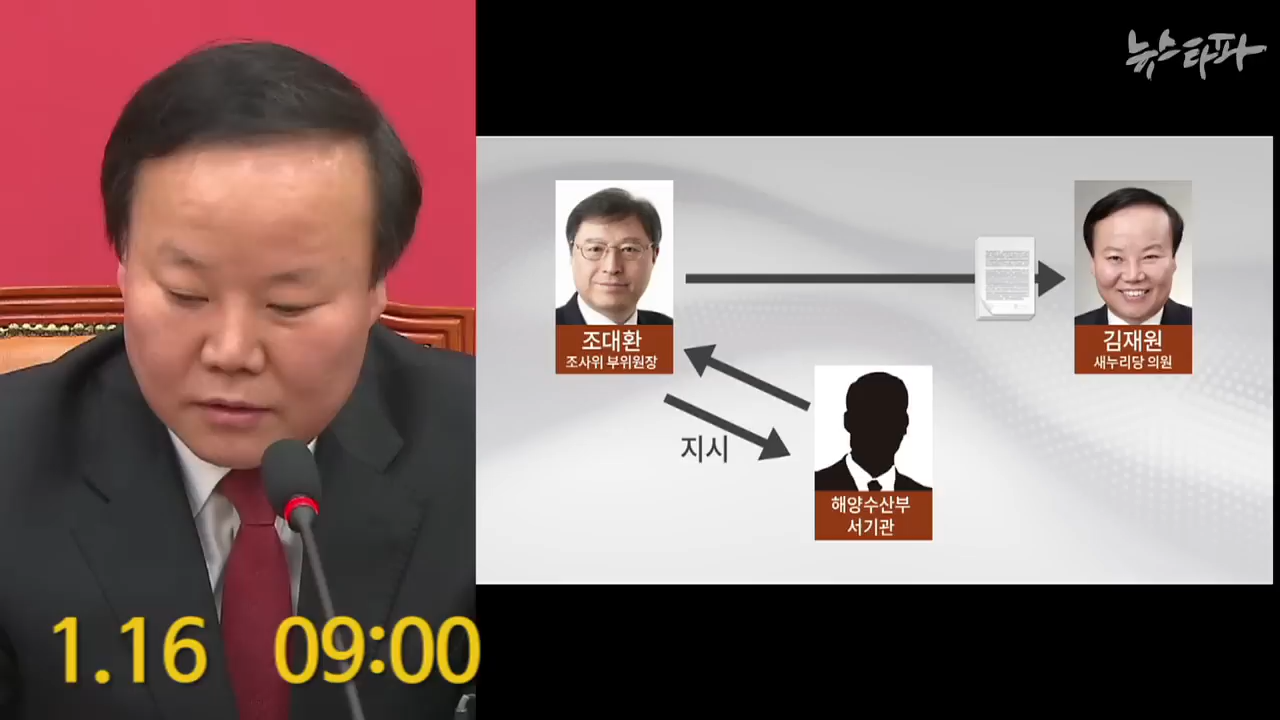 뉴스타파
조대환
조사위 부위원장
김재원
새누리당 의원
지시
해양수산부
서기관
1.16 09:00